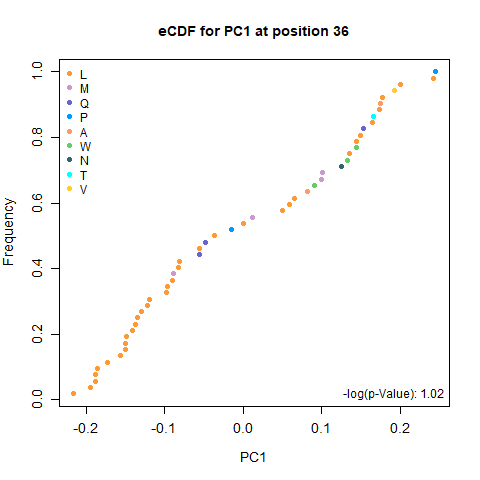 eCDF for PC1 at position 36
Frequency
1.0
0.8
0.6
0.4
0.2
0.0
L
M
Q
P
A
W
N
T
V
-log(p-Value): 1.02
-0.2 -0.1 0.0 0.1 0.2
PC1